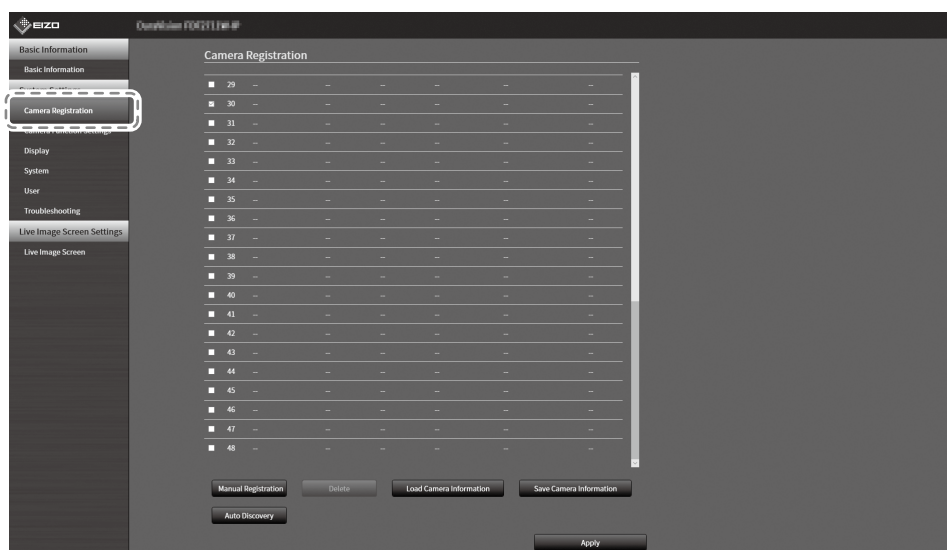 EIZO
Basic Information
Basic Information
Camera Registration
Display
System
User
Troubleshooting
Live Image Screen Settings
Live Image Screen
Camera Registration
29 -- -- -- -- -- --
30 -- -- -- -- -- --
31 -- -- -- -- -- --
32 -- -- -- -- -- --
33 -- -- -- -- -- --
34 -- -- -- -- -- --
35 -- -- -- -- -- --
36 -- -- -- -- -- --
37 -- -- -- -- -- --
38 -- -- -- -- -- --
39 -- -- -- -- -- --
40 -- -- -- -- -- --
41 -- -- -- -- -- --
42 -- -- -- -- -- --
43 -- -- -- -- -- --
44 -- -- -- -- -- --
45 -- -- -- -- -- --
46 -- -- -- -- -- --
47 -- -- -- -- -- --
48 -- -- -- -- -- --
Manual Registration Delete Load Camera Information Save Camera Information
Auto Discovery
Apply